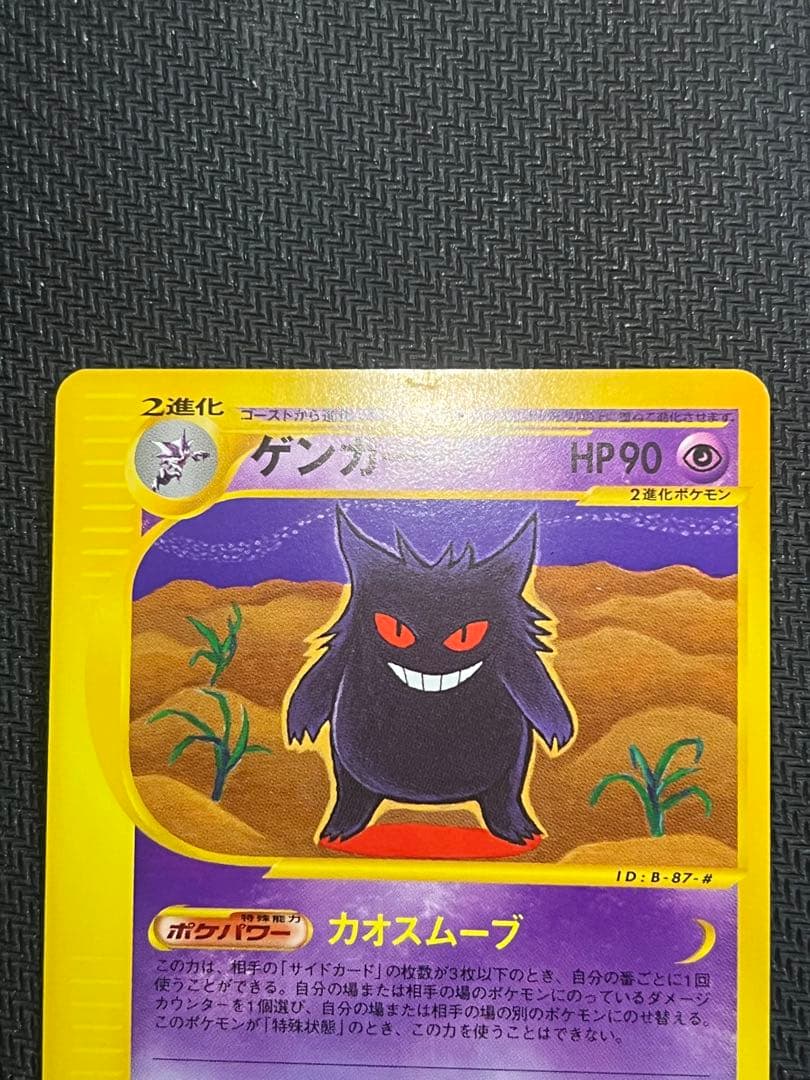 2進化
ゴーストから進化
進化させます。
ゲンガー
HP90
2進化ポケモン
ID:B-87-#
特殊能力
ポケパワー
カオスムーブ
この力は、相手の「サイドカード」の枚数が3枚以下のとき、自分の番ごとに1回
使うことができる。自分の場または相手の場のポケモンにのっているダメージ
カウンターを1個選び、自分の場または相手の場の別のポケモンにのせ替える。
このポケモンが「特殊状態」のとき、この力を使うことはできない。